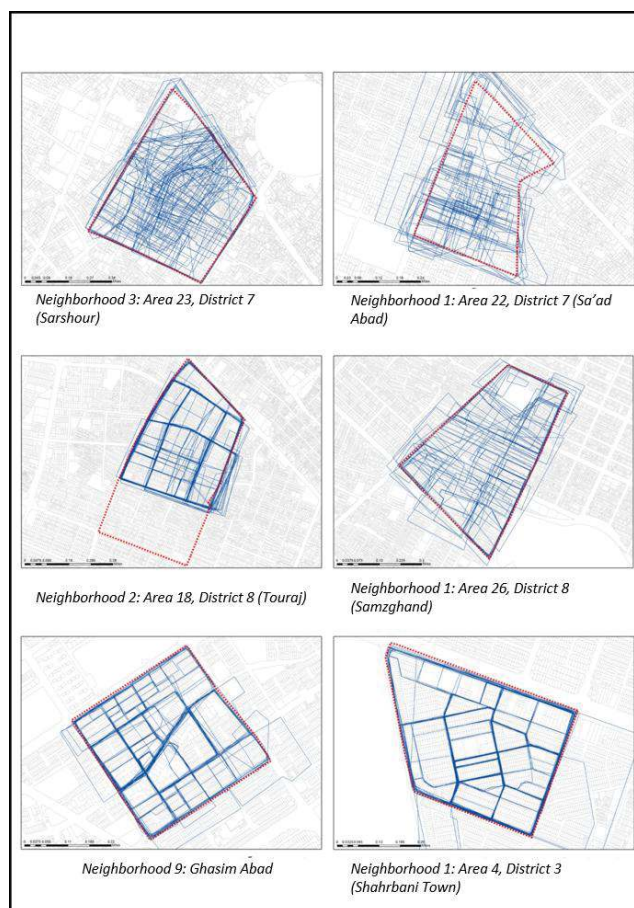 Neighborhood 3: Area 23, District 7
(Sarshour)
Neighborhood 1: Area 22, District 7 (Sa'ad
Abad)
Neighborhood 2: Area 18, District 8 (Touraj)
Neighborhood 1: Area 26, District 8
(Samzghand)
Neighborhood 9: Ghasim Abad
Neighborhood 1: Area 4, District 3
(Shahrbani Town)